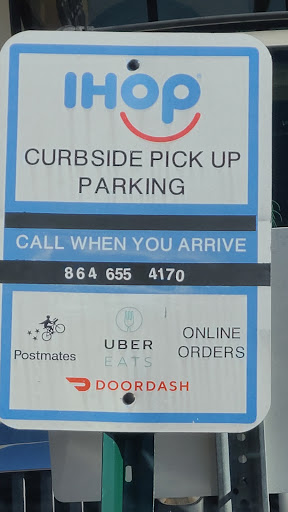 IHOP
CURBSIDE PICK UP
PARKING
CALL WHEN YOU ARRIVE
864 655 4170
Postmates
UBER
EATS
ONLINE
ORDERS
DOORDASH